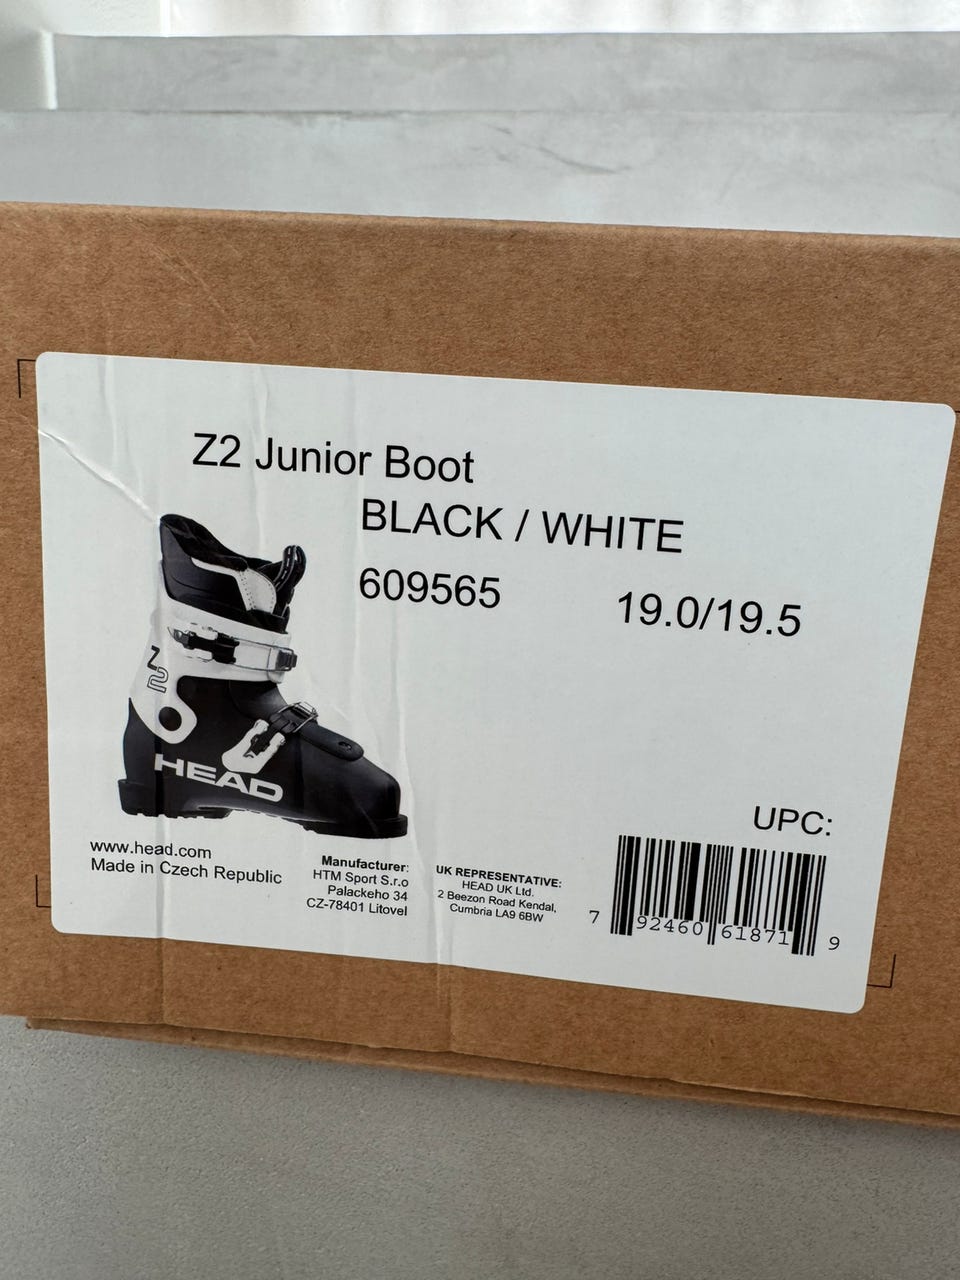 Z2 Junior Boot
BLACK / WHITE
609565 19.0/19.5
Z2
HEAD
UPC:
www.head.com
Made in Czech Republic
Manufacturer:
HTM Sport S.r.o
Palackeho 34
CZ-78401 Litovel
UK REPRESENTATIVE:
HEAD UK Ltd.
2 Beezon Road Kendal,
Cumbria LA9 6BW
7 92460 61871 9